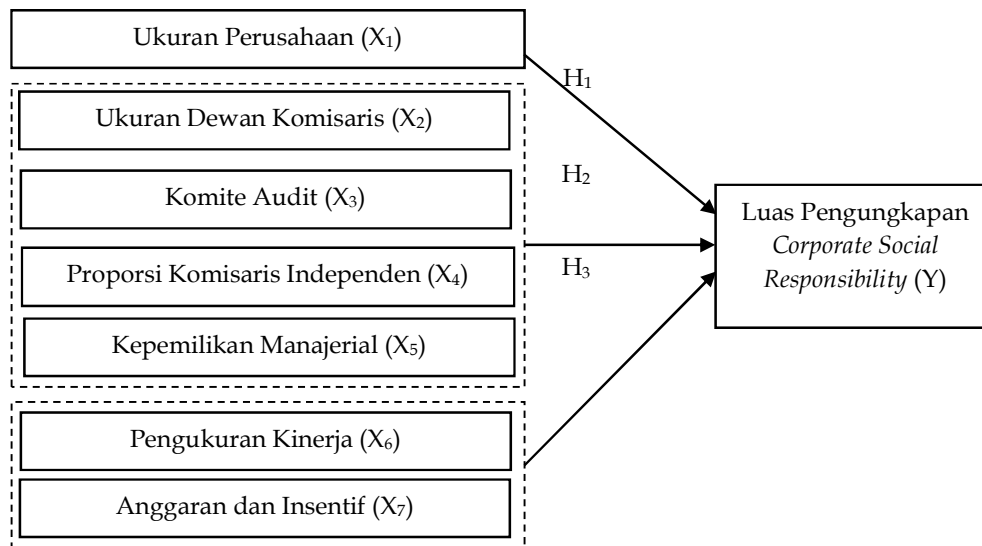 Ukuran Perusahaan (X₁)
H₁
Ukuran Dewan Komisaris (X₂)
H₂
Komite Audit (X₃)
Proporsi Komisaris Independen (X₄)
H₃
Kepemilikan Manajerial (X₅)
Pengukuran Kinerja (X₆)
Anggaran dan Insentif (X₇)
Luas Pengungkapan
Corporate Social
Responsibility (Y)